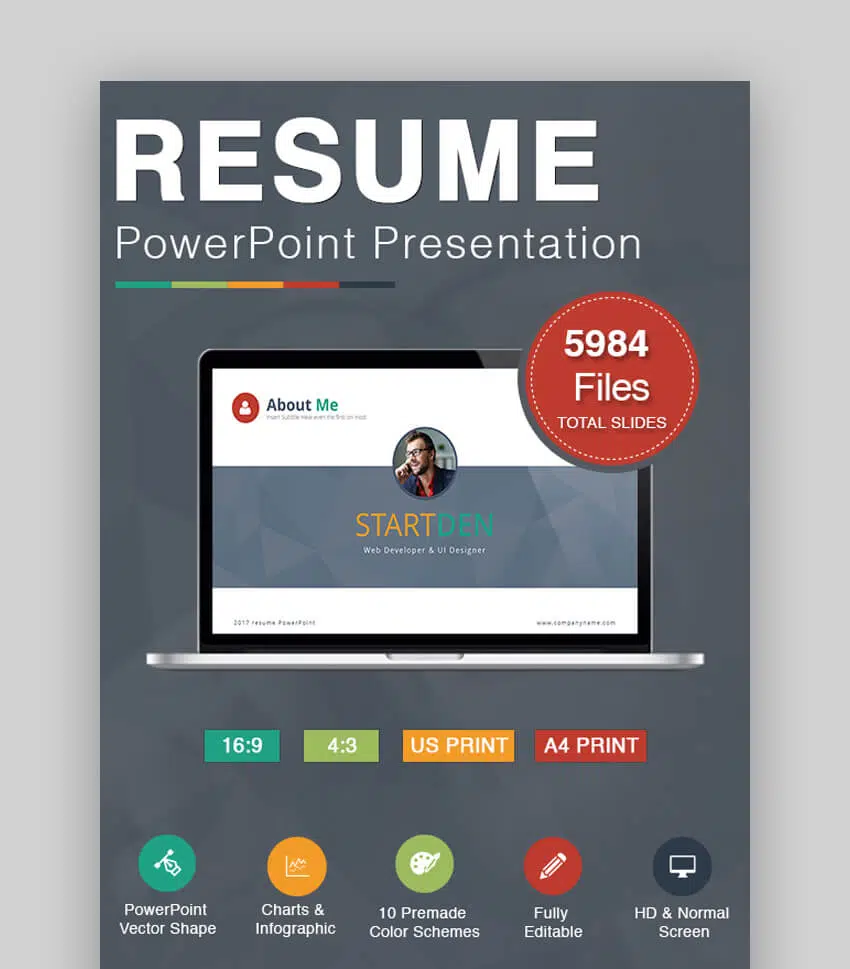 RESUME
PowerPoint Presentation
5984
Files
TOTAL SLIDES
About Me
Insert Subtitle Here even the first on most
STARTDEN
Web Developer & UI Designer
2017 resume PowerPoint
www.companyname.com
16:9
4:3
US PRINT
A4 PRINT
PowerPoint
Vector Shape
Charts &
Infographic
10 Premade
Color Schemes
Fully
Editable
HD & Normal
Screen